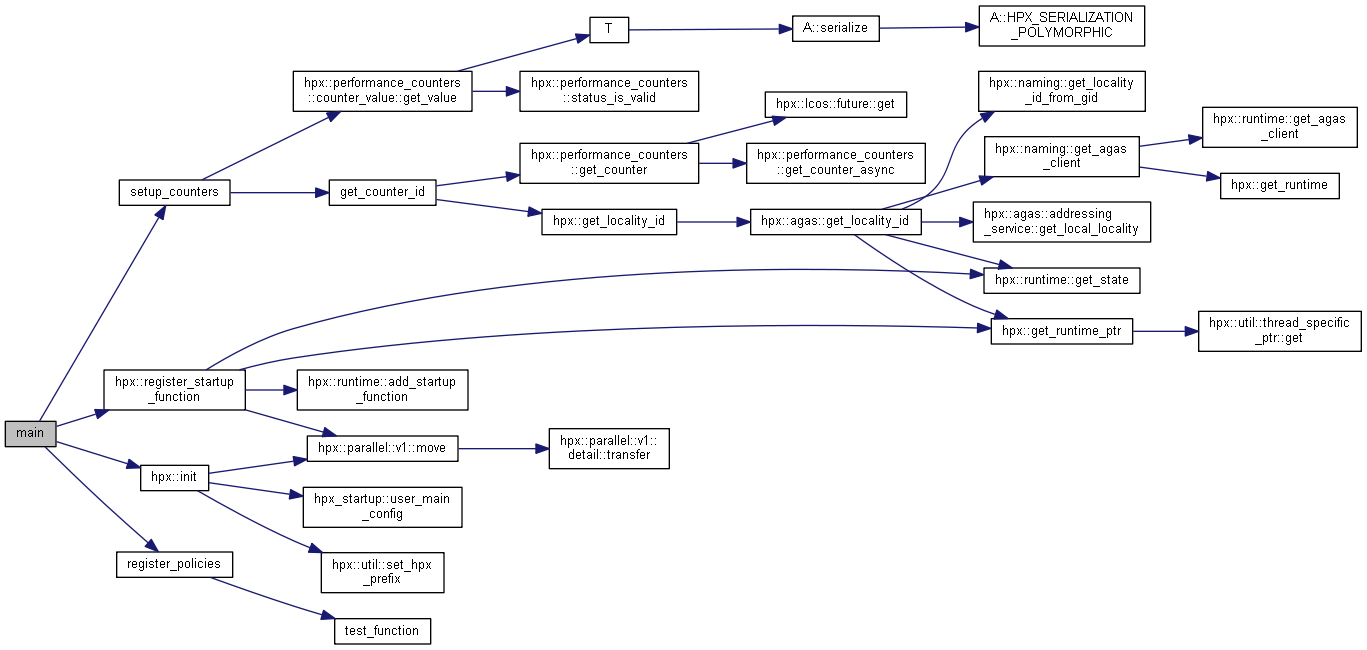 main
setup_counters
hpx::register_startup
_function
hpx::init
register_policies
hpx::performance_counters
::counter_value::get_value
get_counter_id
hpx::runtime::add_startup
_function
hpx::parallel::v1::move
hpx_startup::user_main
_config
hpx::util::set_hpx
_prefix
test_function
T
hpx::performance_counters
::status_is_valid
hpx::performance_counters
::get_counter
hpx::get_locality_id
hpx::parallel::v1::
detail::transfer
A::serialize
hpx::lcos::future::get
hpx::performance_counters
::get_counter_async
hpx::agas::get_locality_id
A::HPX_SERIALIZATION
_POLYMORPHIC
hpx::naming::get_locality
_id_from_gid
hpx::naming::get_agas
_client
hpx::agas::addressing
_service::get_local_locality
hpx::runtime::get_state
hpx::get_runtime_ptr
hpx::runtime::get_agas
_client
hpx::get_runtime
hpx::util::thread_specific
_ptr::get